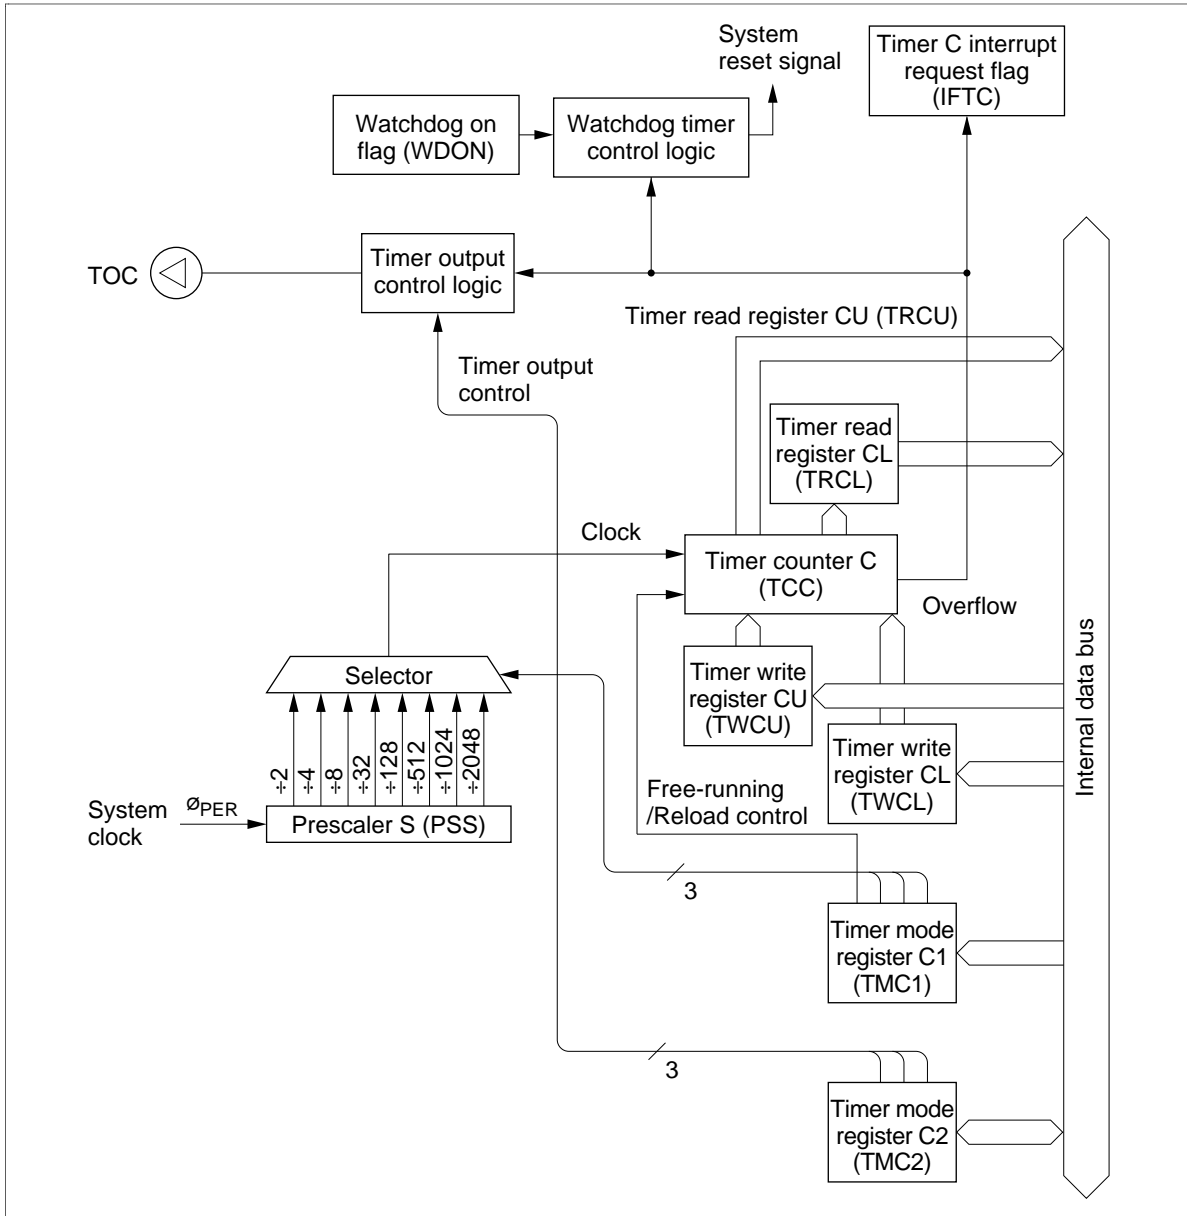 System
reset signal
Timer C interrupt
request flag
(IFTC)
Watchdog on
flag (WDON)
Watchdog timer
control logic
TOC
Timer output
control logic
Timer read register CU (TRCU)
Timer output
control
Timer read
register CL
(TRCL)
Clock
Timer counter C
(TCC)
Overflow
Internal data bus
Selector
Timer write
register CU
(TWCU)
÷2
÷4
÷8
÷32
÷128
÷512
÷1024
÷2048
Timer write
register CL
(TWCL)
Free-running
/Reload control
System
clock
øPER
Prescaler S (PSS)
3
Timer mode
register C1
(TMC1)
3
Timer mode
register C2
(TMC2)